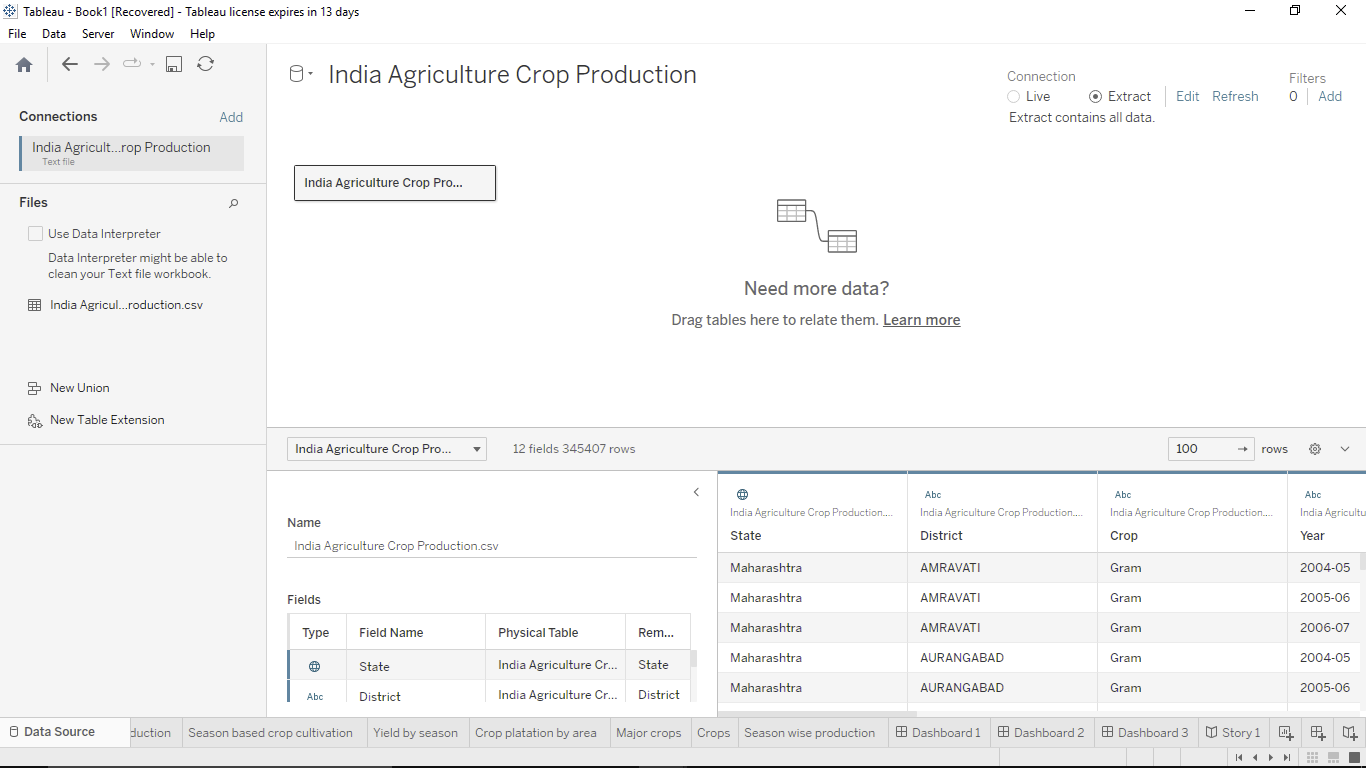 Tableau - Book1 [Recovered] - Tableau license expires in 13 days
File Data Server Window Help
Connections Add
India Agricult...rop Production
Text file
Files
Use Data Interpreter
Data Interpreter might be able to
clean your Text file workbook.
India Agricul...roduction.csv
New Union
New Table Extension
India Agriculture Crop Production
Connection
Live Extract Edit Refresh
Extract contains all data.
Filters
0 Add
India Agriculture Crop Pro...
Need more data?
Drag tables here to relate them. Learn more
India Agriculture Crop Pro... 12 fields 345407 rows 100 rows
Name
India Agriculture Crop Production.csv
Fields
Type Field Name Physical Table Rem...
State India Agriculture Cr... State
Abc District India Agriculture Cr... District
Abc Abc Abc
India Agriculture Crop Production.... India Agriculture Crop Production.... India Agriculture Crop Production.... India Agricultu
State District Crop Year
Maharashtra AMRAVATI Gram 2004-05
Maharashtra AMRAVATI Gram 2005-06
Maharashtra AMRAVATI Gram 2006-07
Maharashtra AURANGABAD Gram 2004-05
Maharashtra AURANGABAD Gram 2005-06
Data Source duction Season based crop cultivation Yield by season Crop platation by area Major crops Crops Season wise production Dashboard 1 Dashboard 2 Dashboard 3 Story 1